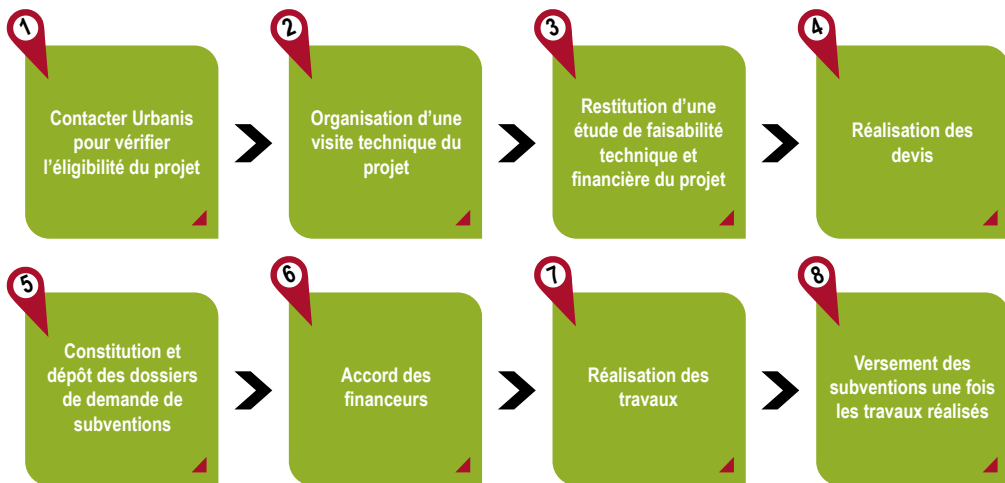 1
Contacter Urbanis
pour vérifier
l'éligibilité du projet
2
Organisation d'une
visite technique du
projet
3
Restitution d'une
étude de faisabilité
technique et
financière du projet
4
Réalisation des
devis
5
Constitution et
dépôt des dossiers
de demande de
subventions
6
Accord des
financeurs
7
Réalisation des
travaux
8
Versement des
subventions une fois
les travaux réalisés